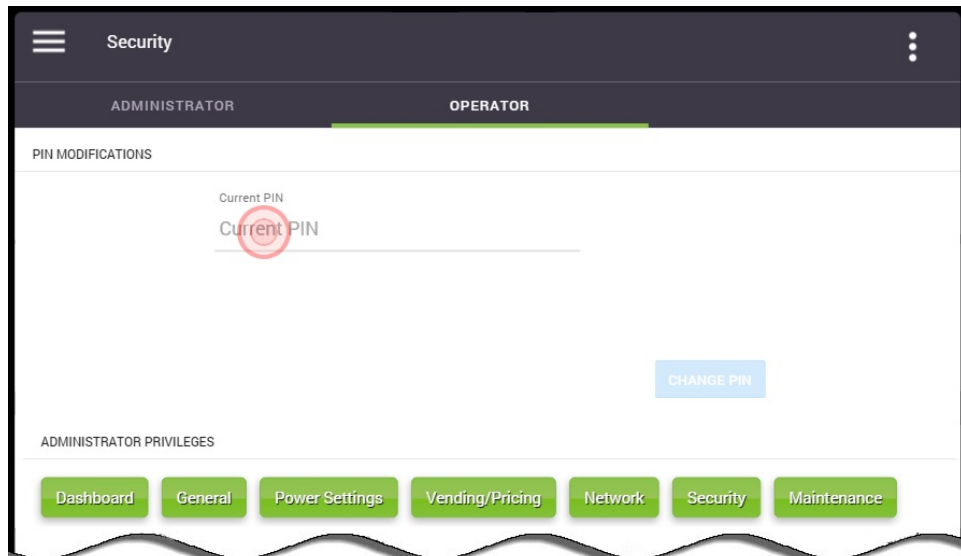 Security
ADMINISTRATOR OPERATOR
PIN MODIFICATIONS
Current PIN
Current PIN
CHANGE PIN
ADMINISTRATOR PRIVILEGES
Dashboard General Power Settings Vending/Pricing Network Security Maintenance